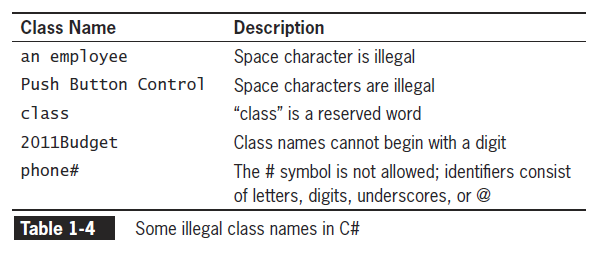 Class Name Description
an employee Space character is illegal
Push Button Control Space characters are illegal
class “class” is a reserved word
2011Budget Class names cannot begin with a digit
phone# The # symbol is not allowed; identifiers consist
of letters, digits, underscores, or @
Table 1-4 Some illegal class names in C#